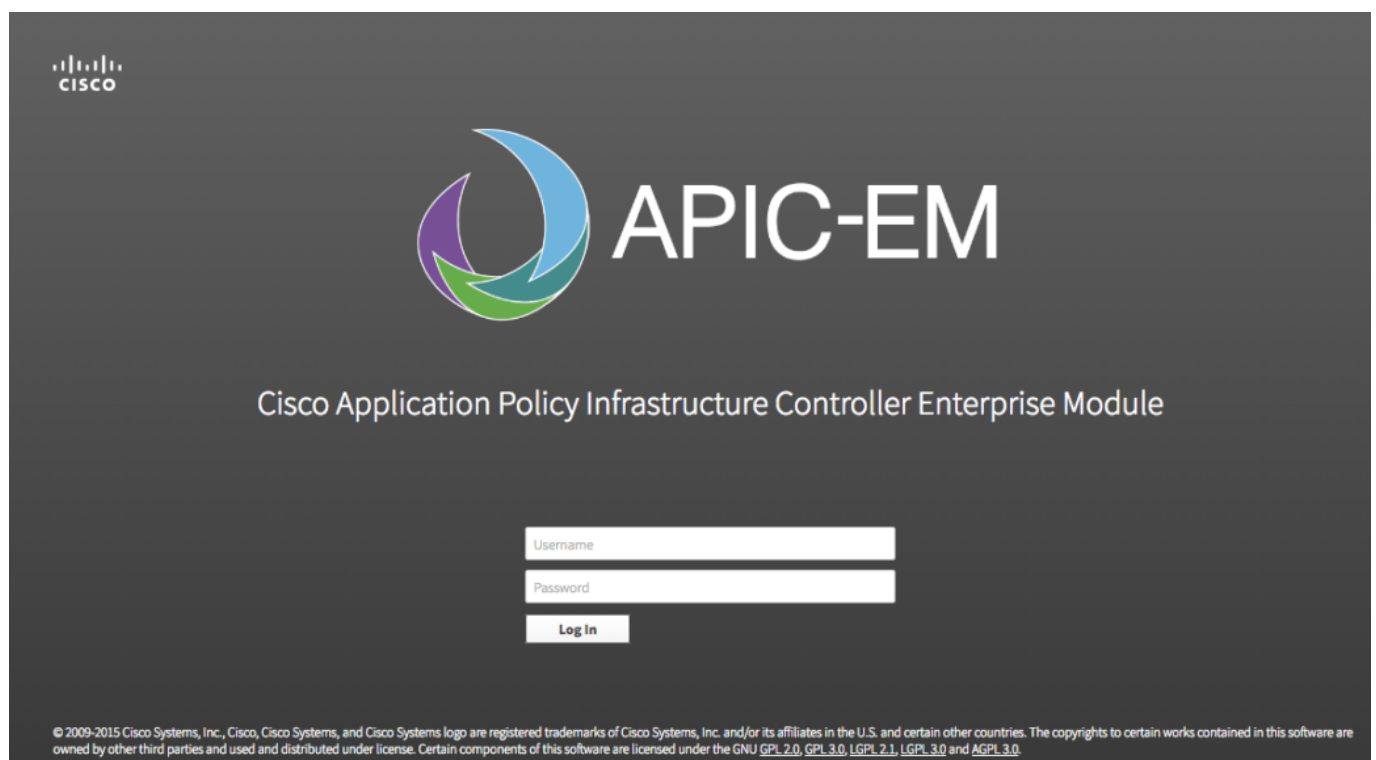 CISCO
APIC-EM
Cisco Application Policy Infrastructure Controller Enterprise Module
Username
Password
Log In
© 2009-2015 Cisco Systems, Inc., Cisco, Cisco Systems, and Cisco Systems logo are registered trademarks of Cisco Systems, Inc. and/or its affiliates in the U.S. and certain other countries. The copyrights to certain works contained in this software are
owned by other third parties and used and distributed under license. Certain components of this software are licensed under the GNU GPL 2.0, GPL 3.0, LGPL 2.1, LGPL 3.0 and AGPL 3.0.